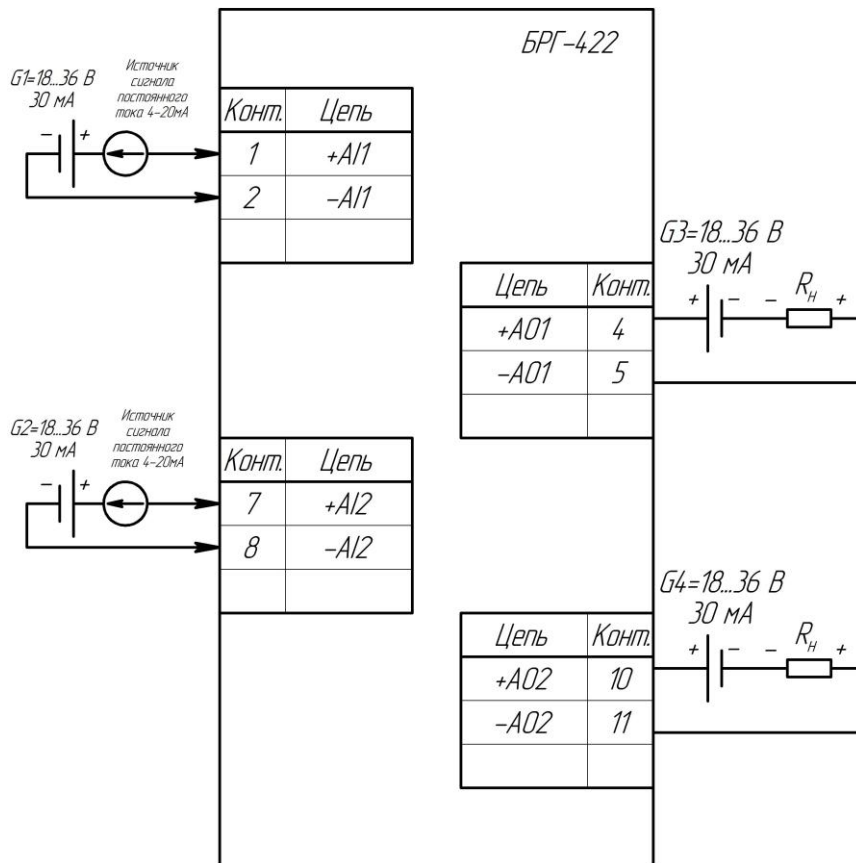 БРГ-422
G1=18...36 В
30 мА
Источник
сигнала
постоянного
тока 4-20мА
- +
Конт. Цепь
1 +AI1
2 -AI1
G3=18...36 В
30 мА
+ - - Rн +
Цепь Конт.
+AO1 4
-AO1 5
G2=18...36 В
30 мА
Источник
сигнала
постоянного
тока 4-20мА
- +
Конт. Цепь
7 +AI2
8 -AI2
G4=18...36 В
30 мА
+ - - Rн +
Цепь Конт.
+AO2 10
-AO2 11